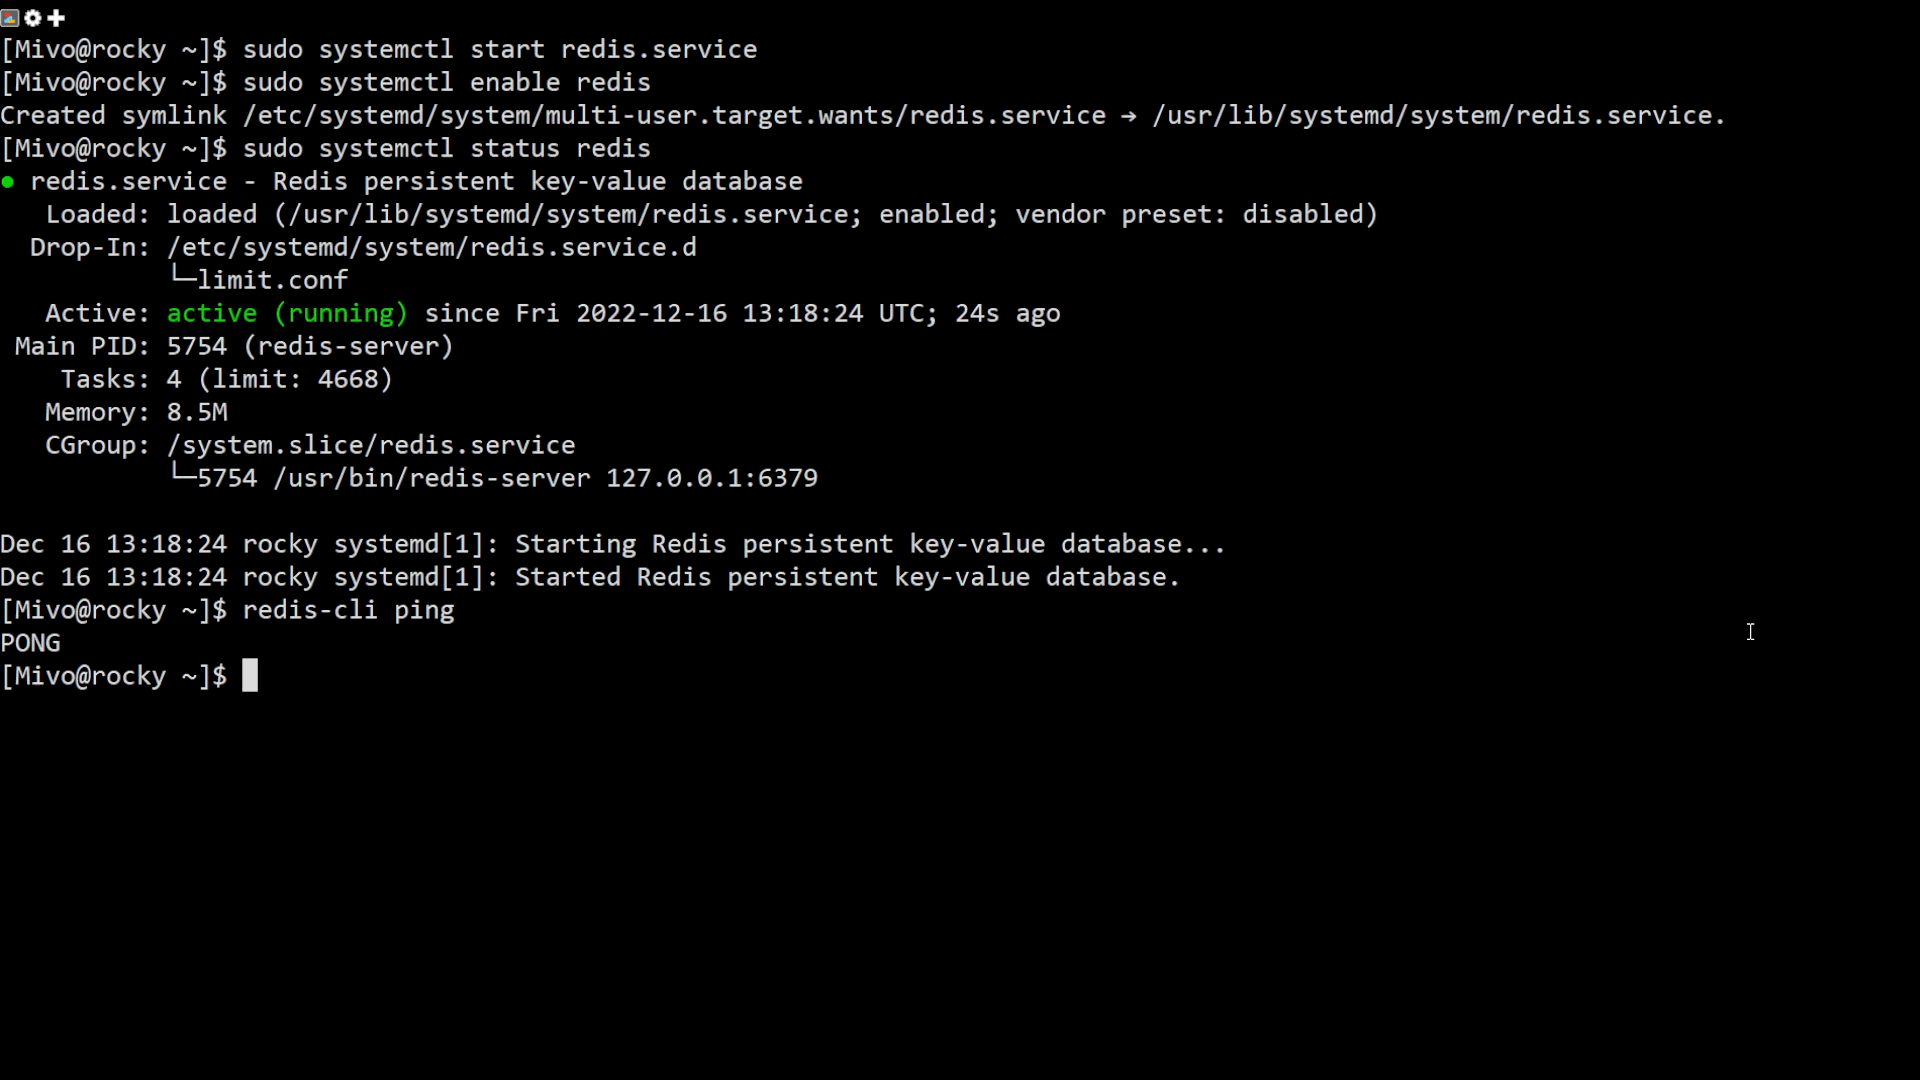 [Mivo@rocky ~]$ sudo systemctl start redis.service
[Mivo@rocky ~]$ sudo systemctl enable redis
Created symlink /etc/systemd/system/multi-user.target.wants/redis.service → /usr/lib/systemd/system/redis.service.
[Mivo@rocky ~]$ sudo systemctl status redis
● redis.service - Redis persistent key-value database
   Loaded: loaded (/usr/lib/systemd/system/redis.service; enabled; vendor preset: disabled)
  Drop-In: /etc/systemd/system/redis.service.d
           └─limit.conf
   Active: active (running) since Fri 2022-12-16 13:18:24 UTC; 24s ago
 Main PID: 5754 (redis-server)
    Tasks: 4 (limit: 4668)
   Memory: 8.5M
   CGroup: /system.slice/redis.service
           └─5754 /usr/bin/redis-server 127.0.0.1:6379

Dec 16 13:18:24 rocky systemd[1]: Starting Redis persistent key-value database...
Dec 16 13:18:24 rocky systemd[1]: Started Redis persistent key-value database.
[Mivo@rocky ~]$ redis-cli ping
PONG
[Mivo@rocky ~]$